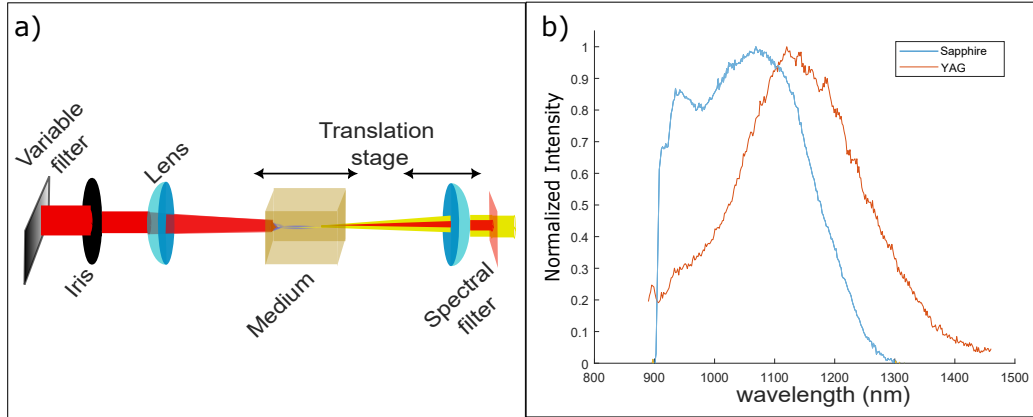 a)
Variable
filter
Iris
Lens
Translation
stage
Medium
Spectral
filter
b)
Sapphire
YAG
Normalized Intensity
1
0.9
0.8
0.7
0.6
0.5
0.4
0.3
0.2
0.1
0
800 900 1000 1100 1200 1300 1400 1500
wavelength (nm)